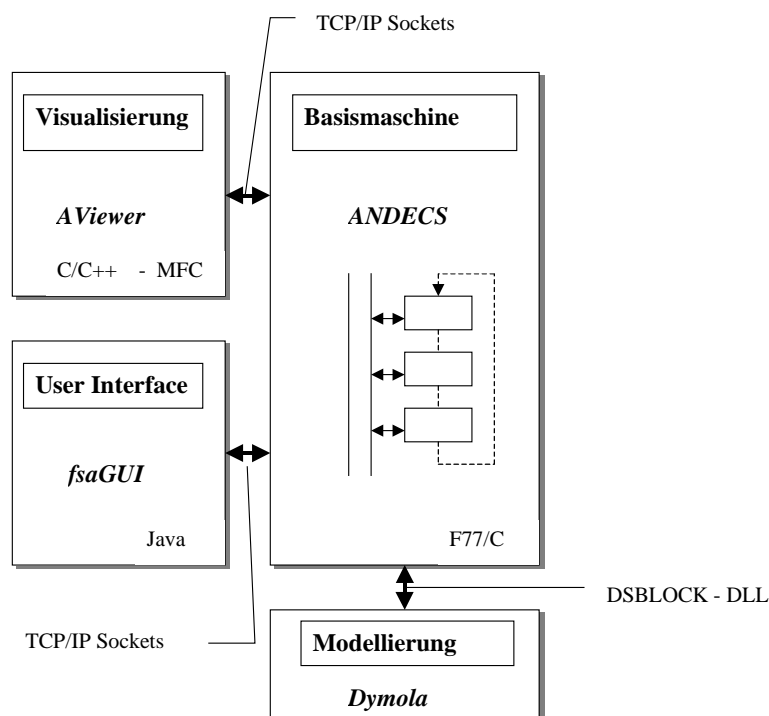 TCP/IP Sockets
Visualisierung
AViewer
C/C++ - MFC
Basismaschine
ANDECS
F77/C
User Interface
fsaGUI
Java
TCP/IP Sockets
DSBLOCK - DLL
Modellierung
Dymola